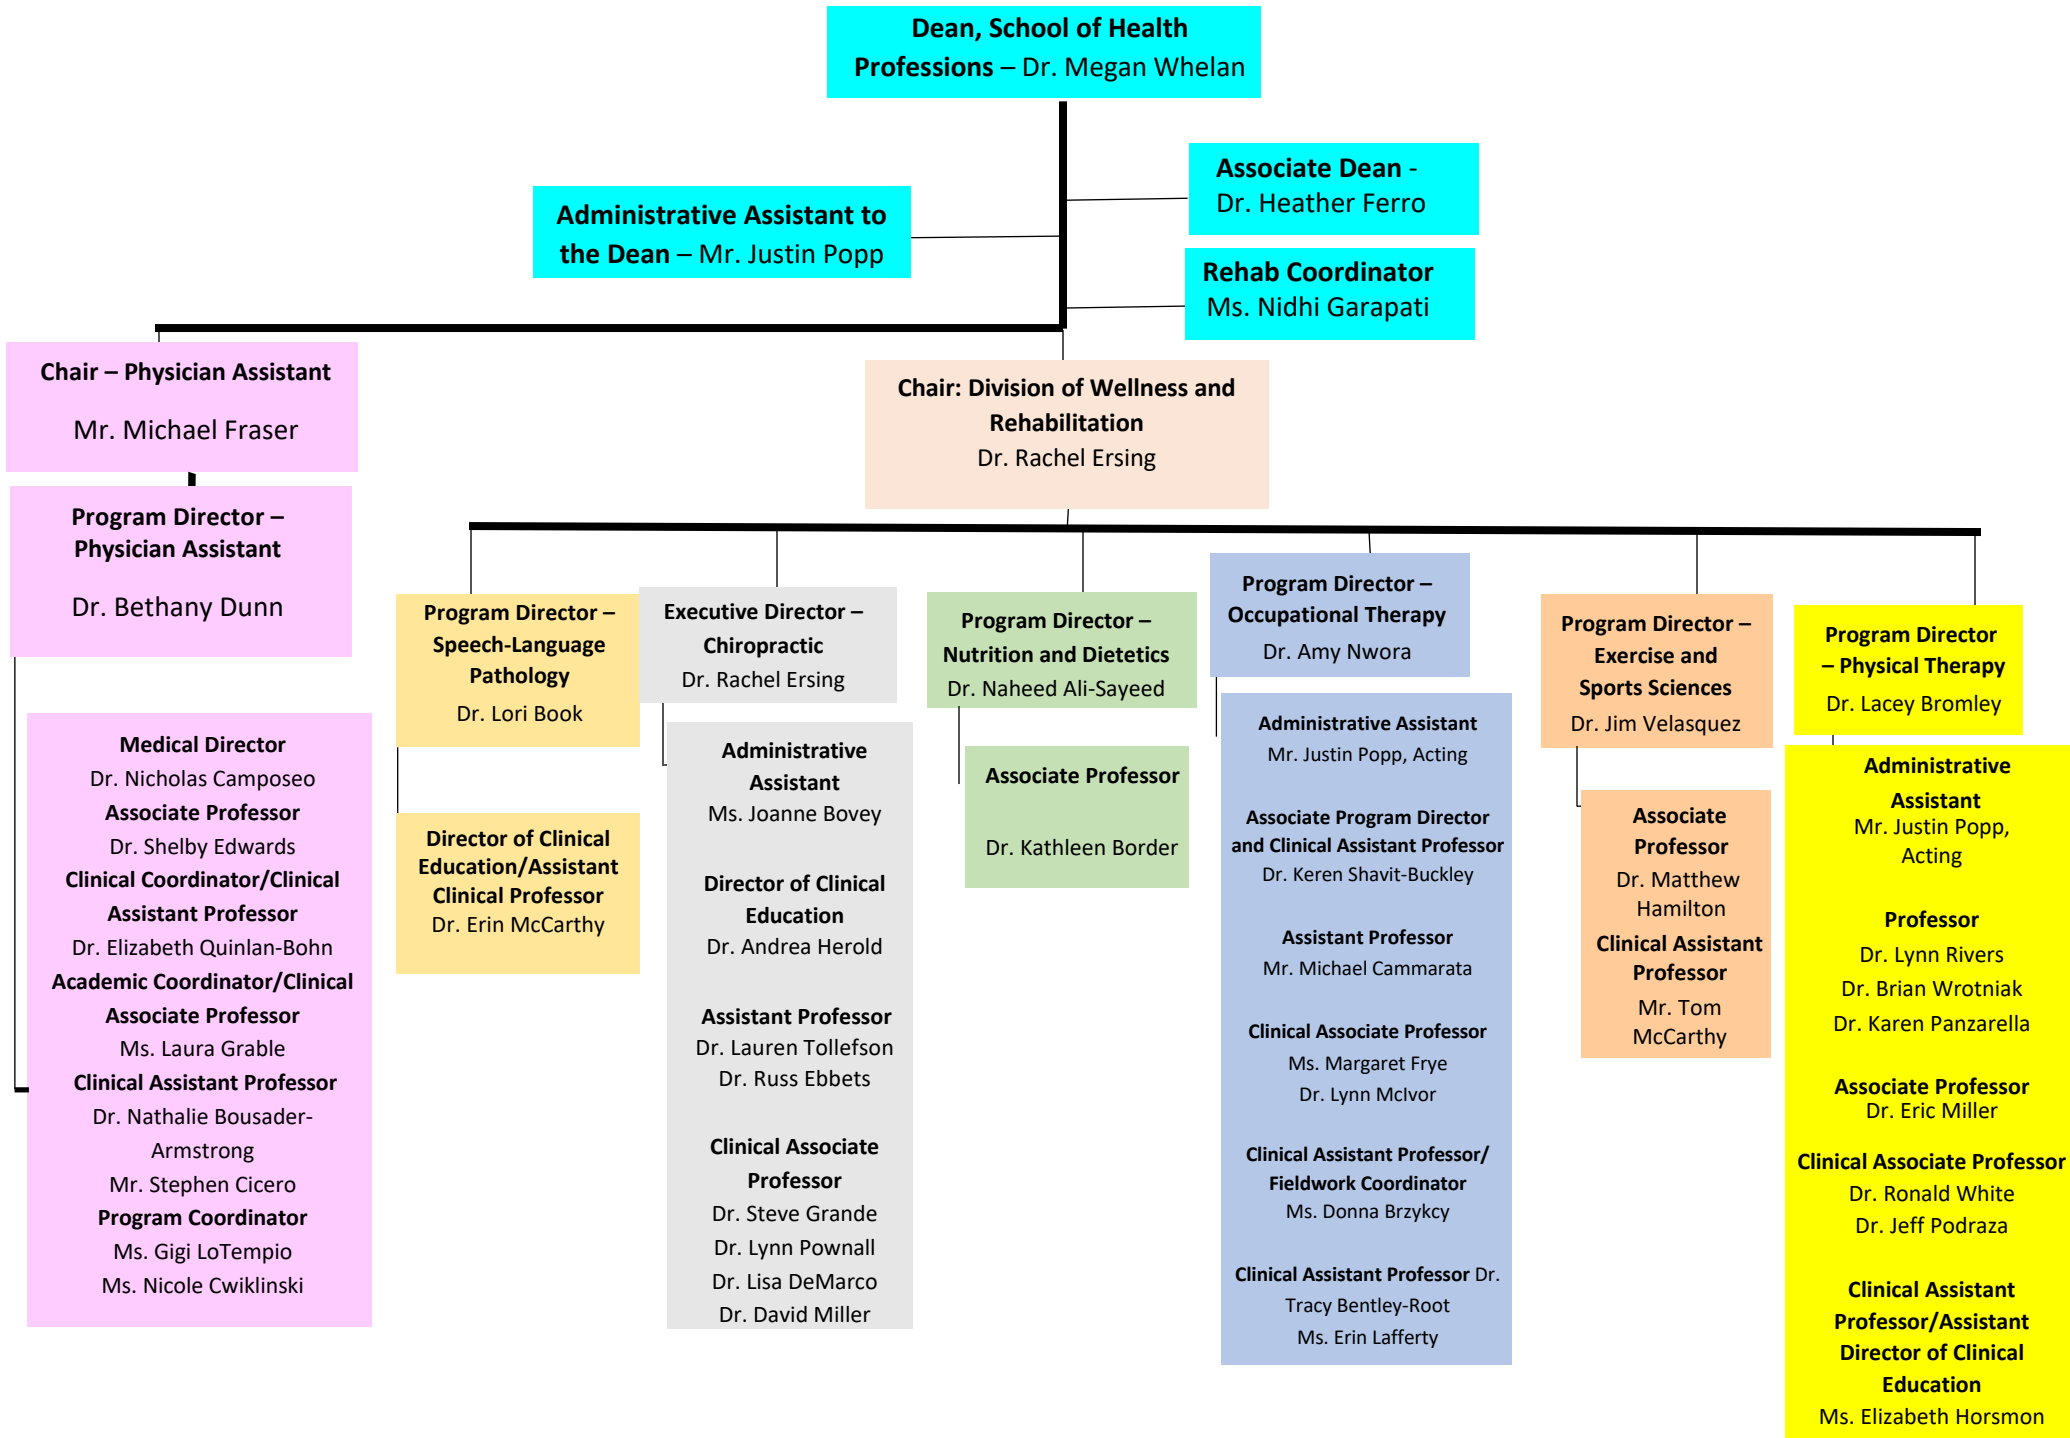 Dean, School of Health
Professions – Dr. Megan Whelan
Associate Dean -
Dr. Heather Ferro
Administrative Assistant to
the Dean – Mr. Justin Popp
Rehab Coordinator
Ms. Nidhi Garapati
Chair – Physician Assistant
Mr. Michael Fraser
Chair: Division of Wellness and
Rehabilitation
Dr. Rachel Ersing
Program Director –
Physician Assistant
Dr. Bethany Dunn
Medical Director
Dr. Nicholas Camposeo
Associate Professor
Dr. Shelby Edwards
Clinical Coordinator/Clinical
Assistant Professor
Dr. Elizabeth Quinlan-Bohn
Academic Coordinator/Clinical
Associate Professor
Ms. Laura Grable
Clinical Assistant Professor
Dr. Nathalie Bousader-
Armstrong
Mr. Stephen Cicero
Program Coordinator
Ms. Gigi LoTempio
Ms. Nicole Cwiklinski
Program Director –
Speech-Language
Pathology
Dr. Lori Book
Director of Clinical
Education/Assistant
Clinical Professor
Dr. Erin McCarthy
Executive Director –
Chiropractic
Dr. Rachel Ersing
Administrative
Assistant
Ms. Joanne Bovey
Director of Clinical
Education
Dr. Andrea Herold
Assistant Professor
Dr. Lauren Tollefson
Dr. Russ Ebbets
Clinical Associate
Professor
Dr. Steve Grande
Dr. Lynn Pownall
Dr. Lisa DeMarco
Dr. David Miller
Program Director –
Nutrition and Dietetics
Dr. Naheed Ali-Sayeed
Associate Professor
Dr. Kathleen Border
Program Director –
Occupational Therapy
Dr. Amy Nwora
Administrative Assistant
Mr. Justin Popp, Acting
Associate Program Director
and Clinical Assistant Professor
Dr. Keren Shavit-Buckley
Assistant Professor
Mr. Michael Cammarata
Clinical Associate Professor
Ms. Margaret Frye
Dr. Lynn McIvor
Clinical Assistant Professor/
Fieldwork Coordinator
Ms. Donna Brzykcy
Clinical Assistant Professor Dr.
Tracy Bentley-Root
Ms. Erin Lafferty
Program Director –
Exercise and
Sports Sciences
Dr. Jim Velasquez
Associate
Professor
Dr. Matthew
Hamilton
Clinical Assistant
Professor
Mr. Tom
McCarthy
Program Director
– Physical Therapy
Dr. Lacey Bromley
Administrative
Assistant
Mr. Justin Popp,
Acting
Professor
Dr. Lynn Rivers
Dr. Brian Wrotniak
Dr. Karen Panzarella
Associate Professor
Dr. Eric Miller
Clinical Associate Professor
Dr. Ronald White
Dr. Jeff Podraza
Clinical Assistant
Professor/Assistant
Director of Clinical
Education
Ms. Elizabeth Horsmon